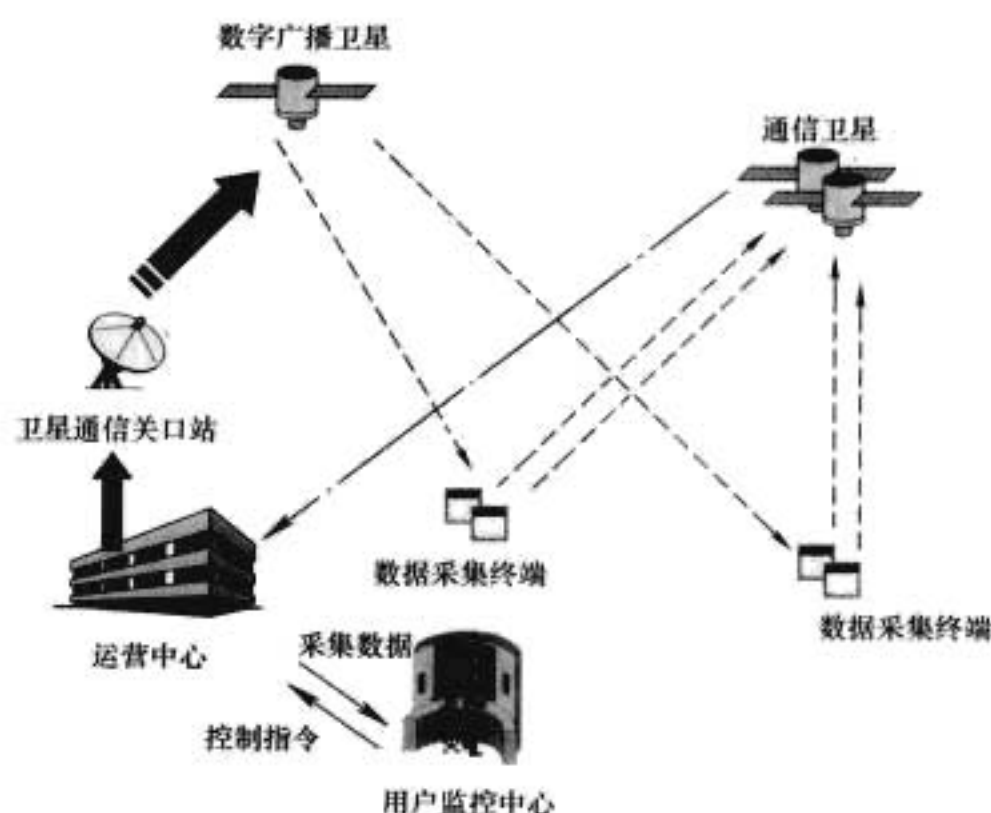 数字广播卫星
通信卫星
卫星通信关口站
数据采集终端
数据采集终端
运营中心
采集数据
控制指令
用户监控中心